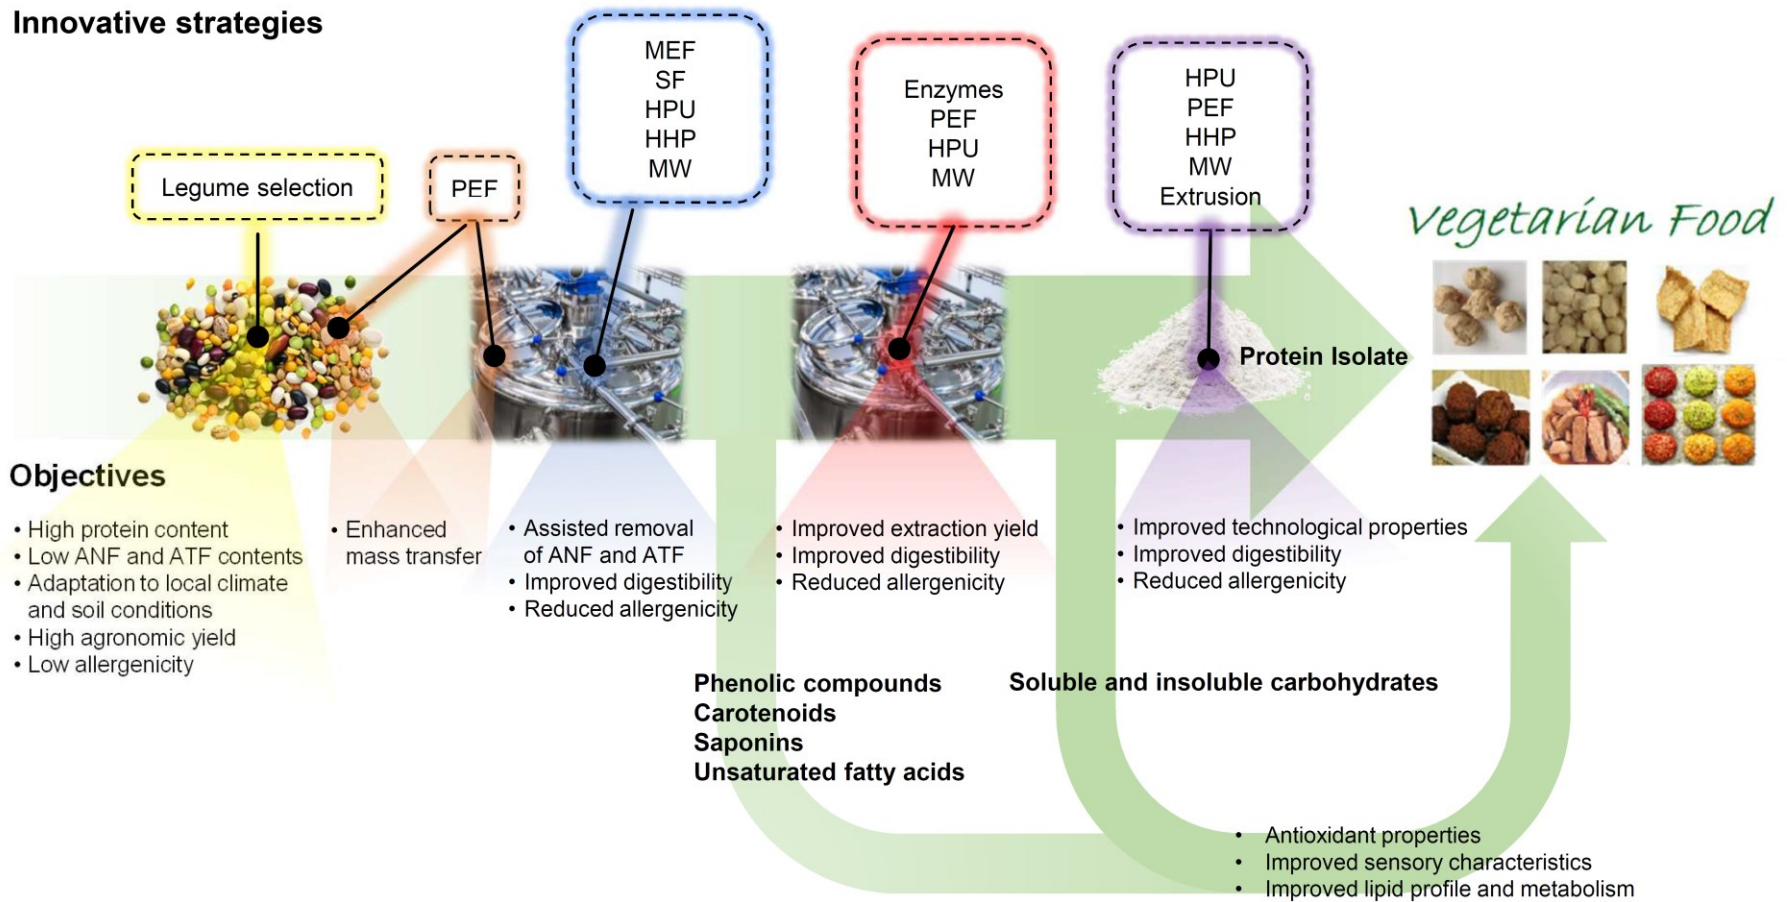 Innovative strategies
Legume selection
PEF
MEF
SF
HPU
HHP
MW
Enzymes
PEF
HPU
MW
HPU
PEF
HHP
MW
Extrusion
Vegetarian Food
Protein Isolate
Objectives
• High protein content
• Low ANF and ATF contents
• Adaptation to local climate
and soil conditions
• High agronomic yield
• Low allergenicity
• Enhanced
mass transfer
• Assisted removal
of ANF and ATF
• Improved digestibility
• Reduced allergenicity
• Improved extraction yield
• Improved digestibility
• Reduced allergenicity
• Improved technological properties
• Improved digestibility
• Reduced allergenicity
Phenolic compounds
Carotenoids
Saponins
Unsaturated fatty acids
Soluble and insoluble carbohydrates
• Antioxidant properties
• Improved sensory characteristics
• Improved lipid profile and metabolism